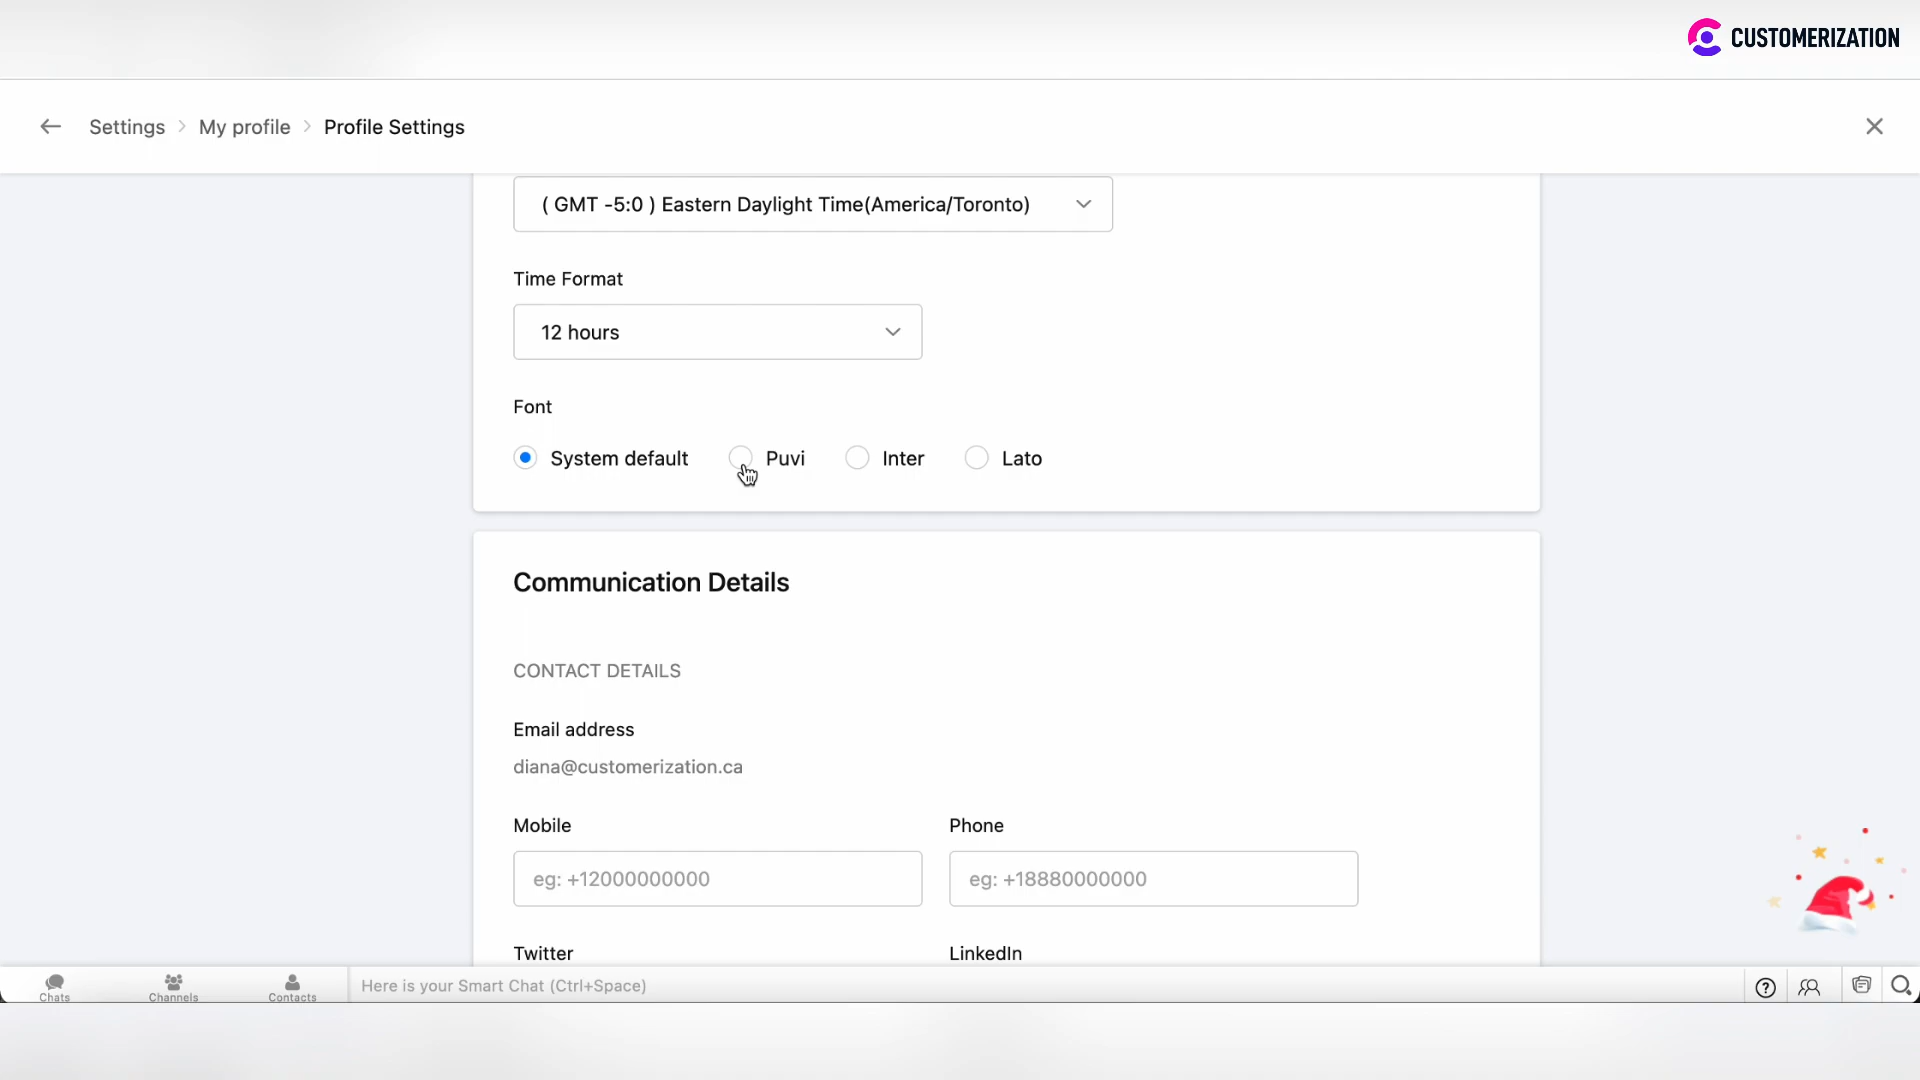 CUSTOMERIZATION
Settings > My profile > Profile Settings
( GMT -5:0 ) Eastern Daylight Time(America/Toronto)
Time Format
12 hours
Font
System default Puvi Inter Lato
Communication Details
CONTACT DETAILS
Email address
diana@customerization.ca
Mobile Phone
eg: +12000000000 eg: +18880000000
Twitter LinkedIn
Chats Channels Contacts Here is your Smart Chat (Ctrl+Space)